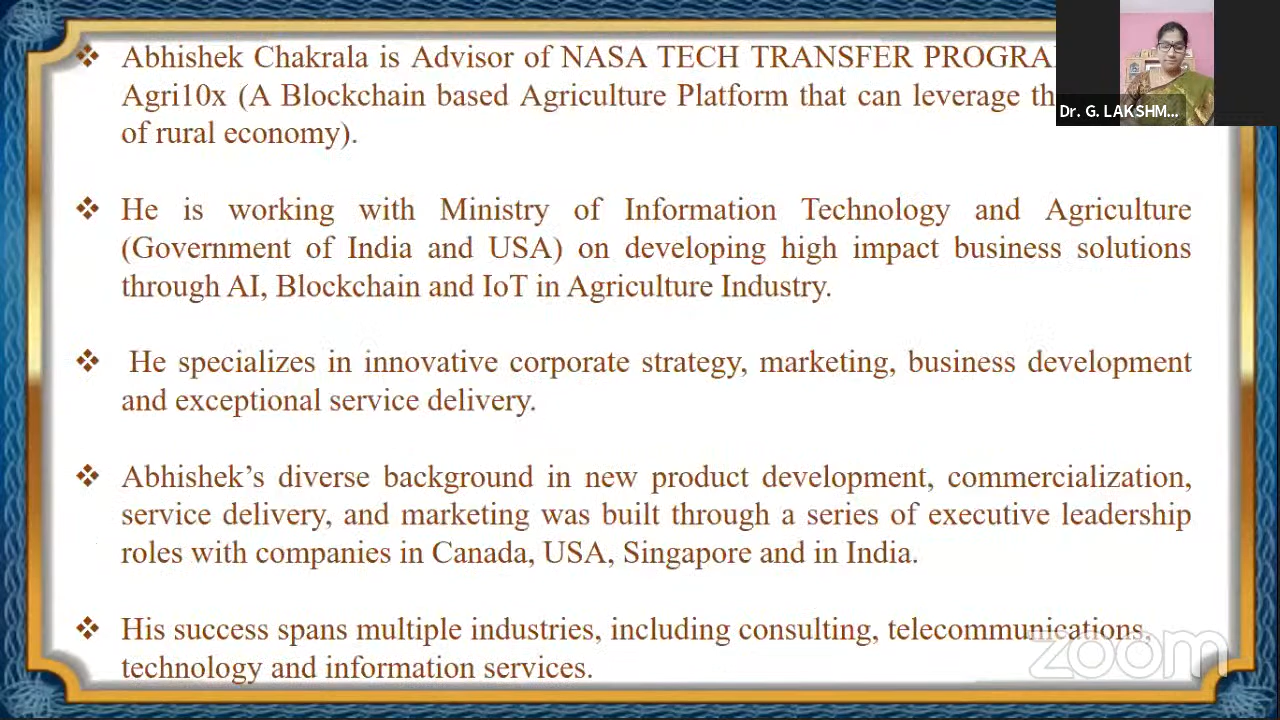 ❖ Abhishek Chakrala is Advisor of NASA TECH TRANSFER
Agri10x (A Blockchain based Agriculture Platform that can leverage
of rural economy).
❖ He is working with Ministry of Information Technology and Agriculture
(Government of India and USA) on developing high impact business solutions
through AI, Blockchain and IoT in Agriculture Industry.
❖ He specializes in innovative corporate strategy, marketing, business development
and exceptional service delivery.
❖ Abhishek’s diverse background in new product development, commercialization,
service delivery, and marketing was built through a series of executive leadership
roles with companies in Canada, USA, Singapore and in India.
❖ His success spans multiple industries, including consulting, telecommunications,
technology and information services.
Dr. G. LAKSHM...
zoom